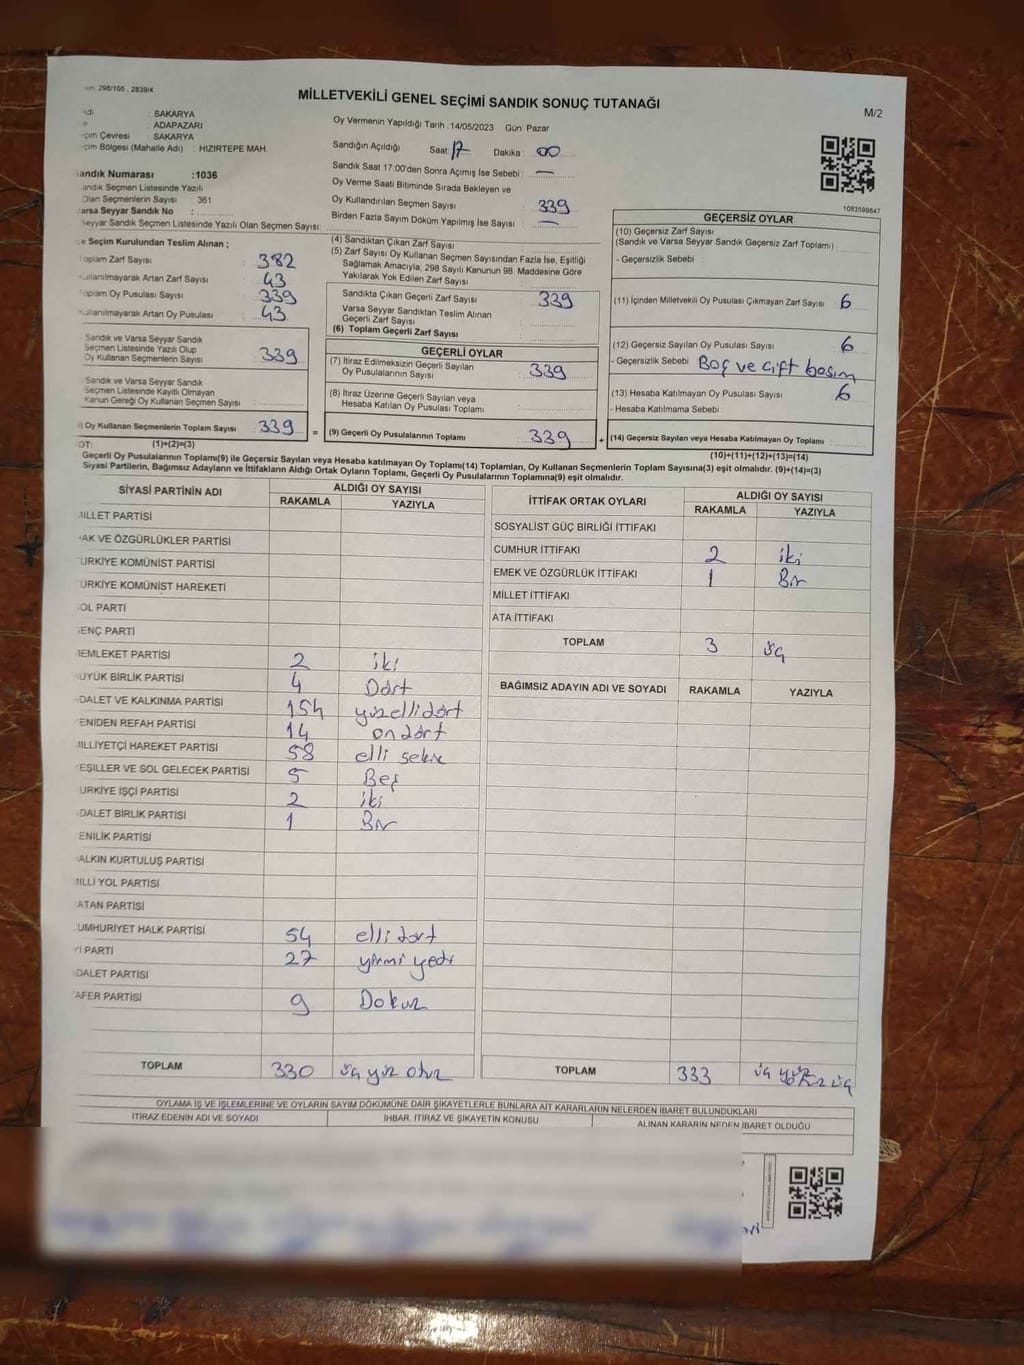 296/105 , 2839/4
MİLLETVEKİLİ GENEL SEÇİMİ SANDIK SONUÇ TUTANAĞI
M/2
: SAKARYA
: ADAPAZARI
Çevresi : SAKARYA
Bölgesi (Mahalle Adı) : HIZIRTEPE MAH.
Oy Vermenin Yapıldığı Tarih :14/05/2023 Gün: Pazar
Sandığın Açıldığı Saat 17 Dakika : 00
Sandık Saat 17:00'den Sonra Açımış İse Sebebi : —
Oy Verme Saati Bitiminde Sırada Bekleyen ve
Oy Kullandırılan Seçmen Sayısı : 339
Birden Fazla Sayım Döküm Yapılmış İse Sayısı : —
andık Numarası :1036
andık Seçmen Listesinde Yazılı
Olan Seçmenlerin Sayısı : 361
arsa Seyyar Sandık No :
eyyar Sandık Seçmen Listesinde Yazılı Olan Seçmen Sayısı:
1083599847
e Seçim Kurulundan Teslim Alınan ;
oplam Zarf Sayısı : 382
ullanılmayarak Artan Zarf Sayısı : 43
oplam Oy Pusulası Sayısı : 339
ullanılmayarak Artan Oy Pusulası : 43
Sandık ve Varsa Seyyar Sandık
Seçmen Listesinde Yazılı Olup
Oy Kullanan Seçmenlerin Sayısı : 339
Sandık ve Varsa Seyyar Sandık
Seçmen Listesinde Kayıtlı Olmayan
Kanun Gereği Oy Kullanan Seçmen Sayısı :
) Oy Kullanan Seçmenlerin Toplam Sayısı : 339
(4) Sandıktan Çıkan Zarf Sayısı :
(5) Zarf Sayısı Oy Kullanan Seçmen Sayısından Fazla İse, Eşitliği
Sağlamak Amacıyla, 298 Sayılı Kanunun 98. Maddesine Göre
Yakılarak Yok Edilen Zarf Sayısı :
Sandıkta Çıkan Geçerli Zarf Sayısı : 339
Varsa Seyyar Sandıktan Teslim Alınan
Geçerli Zarf Sayısı :
(6) Toplam Geçerli Zarf Sayısı :
GEÇERLİ OYLAR
(7) İtiraz Edilmeksizin Geçerli Sayılan
Oy Pusulalarının Sayısı : 339
(8) İtiraz Üzerine Geçerli Sayılan veya
Hesaba Katılan Oy Pusulası Toplamı :
= (9) Geçerli Oy Pusulalarının Toplamı : 339
GEÇERSİZ OYLAR
(10) Geçersiz Zarf Sayısı
(Sandık ve Varsa Seyyar Sandık Geçersiz Zarf Toplamı) :
- Geçersizlik Sebebi :
(11) İçinden Milletvekili Oy Pusulası Çıkmayan Zarf Sayısı : 6
(12) Geçersiz Sayılan Oy Pusulası Sayısı : 6
- Geçersizlik Sebebi : Boş ve çift basım
(13) Hesaba Katılmayan Oy Pusulası Sayısı : 6
- Hesaba Katılmama Sebebi :
+ (14) Geçersiz Sayılan veya Hesaba Katılmayan Oy Toplamı :
OT: (1)+(2)=(3)
(10)+(11)+(12)+(13)=(14)
Geçerli Oy Pusulalarının Toplamı(9) ile Geçersiz Sayılan veya Hesaba katılmayan Oy Toplamı(14) Toplamları, Oy Kullanan Seçmenlerin Toplam Sayısına(3) eşit olmalıdır. (9)+(14)=(3)
Siyasi Partilerin, Bağımsız Adayların ve İttifakların Aldığı Ortak Oyların Toplamı, Geçerli Oy Pusulalarının Toplamına(9) eşit olmalıdır.
SİYASİ PARTİNİN ADI ALDIĞI OY SAYISI
RAKAMLA YAZIYLA
MİLLET PARTİSİ
AK VE ÖZGÜRLÜKLER PARTİSİ
ÜRKİYE KOMÜNİST PARTİSİ
ÜRKİYE KOMÜNİST HAREKETİ
OL PARTİ
ENÇ PARTİ
MEMLEKET PARTİSİ 2 iki
ÜYÜK BİRLİK PARTİSİ 4 Dört
DALET VE KALKINMA PARTİSİ 154 yüzellidört
ENİDEN REFAH PARTİSİ 14 ondört
MİLLİYETÇİ HAREKET PARTİSİ 58 elli sekiz
EŞİLLER VE SOL GELECEK PARTİSİ 5 Beş
ÜRKİYE İŞÇİ PARTİSİ 2 iki
DALET BİRLİK PARTİSİ 1 Bir
ENİLİK PARTİSİ
ALKIN KURTULUŞ PARTİSİ
MİLLİ YOL PARTİSİ
ATAN PARTİSİ
UMHURİYET HALK PARTİSİ 54 elli dört
Yİ PARTİ 27 yirmi yedi
DALET PARTİSİ
AFER PARTİSİ 9 Dokuz
TOPLAM 330 üç yüz otuz
İTTİFAK ORTAK OYLARI ALDIĞI OY SAYISI
RAKAMLA YAZIYLA
SOSYALİST GÜÇ BİRLİĞİ İTTİFAKI
CUMHUR İTTİFAKI 2 iki
EMEK VE ÖZGÜRLÜK İTTİFAKI 1 Bir
MİLLET İTTİFAKI
ATA İTTİFAKI
TOPLAM 3 üç
BAĞIMSIZ ADAYIN ADI VE SOYADI RAKAMLA YAZIYLA
TOPLAM 333 üç yüz otuz üç
OYLAMA İŞ VE İŞLEMLERİNE VE OYLARIN SAYIM DÖKÜMÜNE DAİR ŞİKAYETLERLE BUNLARA AİT KARARLARIN NELERDEN İBARET BULUNDUKLARI
İTİRAZ EDENİN ADI VE SOYADI İHBAR, İTİRAZ VE ŞİKAYETİN KONUSU ALINAN KARARIN NEDEN İBARET OLDUĞU